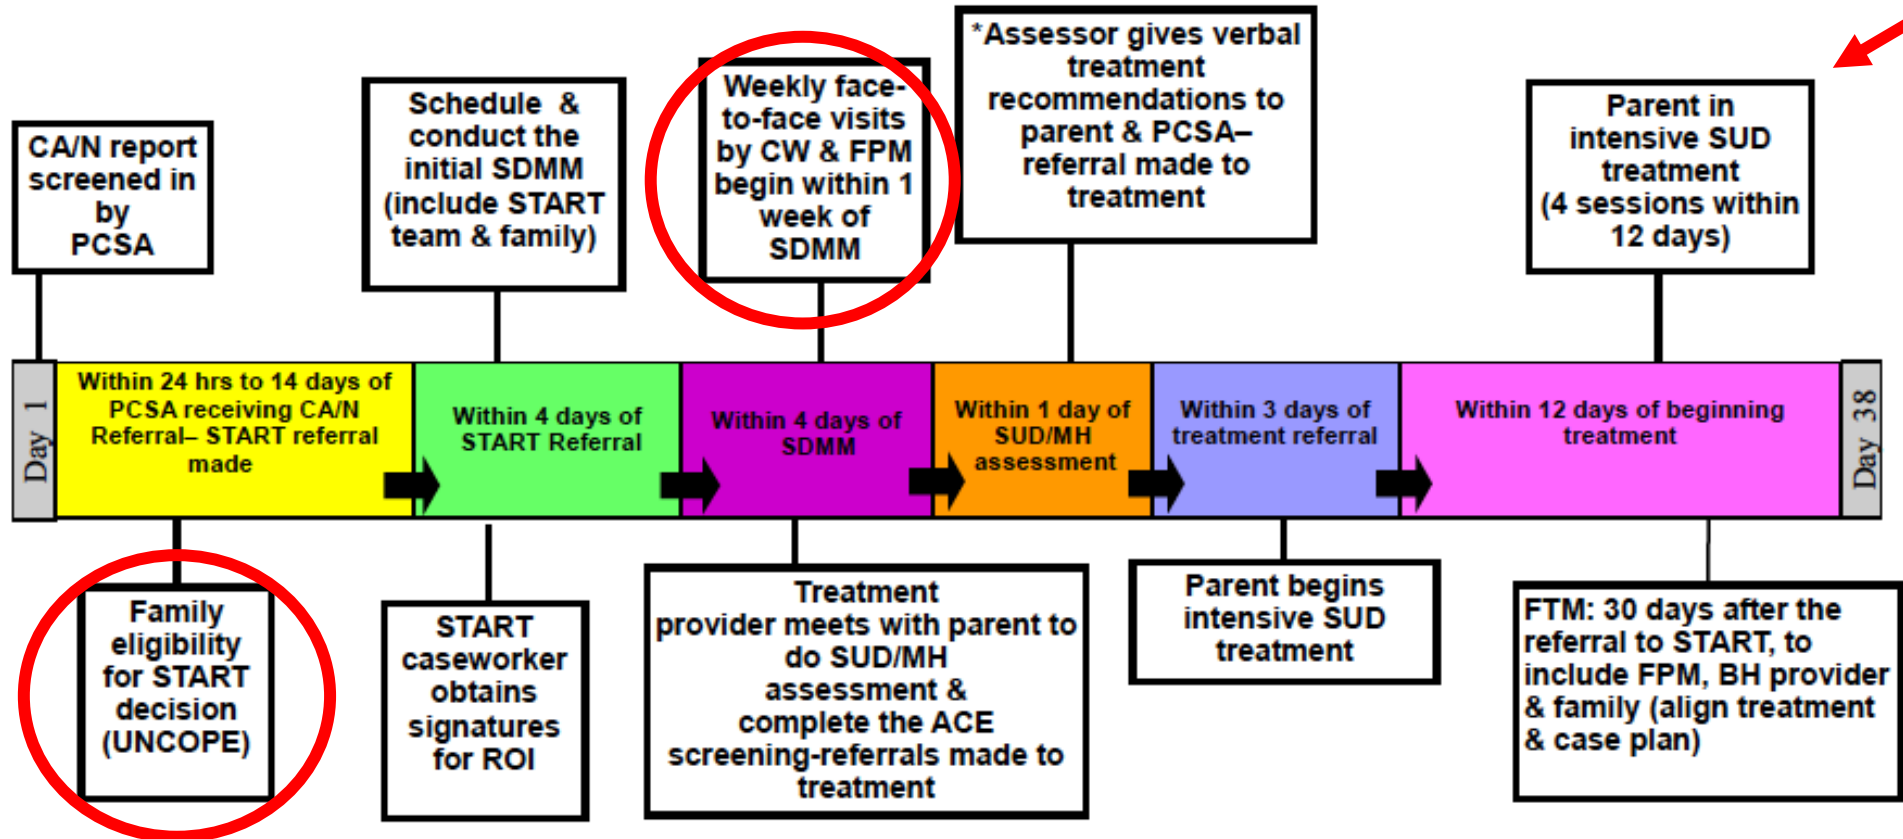 CA/N report
screened in
by
PCSA
Schedule & 
conduct the
initial SDMM
(include START
team & family)
Weekly face-
to-face visits
by CW & FPM
begin within 1
week of
SDMM
*Assessor gives verbal
treatment
recommendations to
parent & PCSA–
referral made to
treatment
Parent in
intensive SUD
treatment
(4 sessions within
12 days)
Day 1
Within 24 hrs to 14 days of
PCSA receiving CA/N
Referral– START referral
made
Within 4 days of
START Referral
Within 4 days of
SDMM
Within 1 day of
SUD/MH
assessment
Within 3 days of
treatment referral
Within 12 days of beginning
treatment
Day 38
Family
eligibility
for START
decision
(UNCOPE)
START
caseworker
obtains
signatures
for ROI
Treatment
provider meets with parent to
do SUD/MH
assessment &
complete the ACE
screening-referrals made to
treatment
Parent begins
intensive SUD
treatment
FTM: 30 days after the
referral to START, to
include FPM, BH provider
& family (align treatment
& case plan)